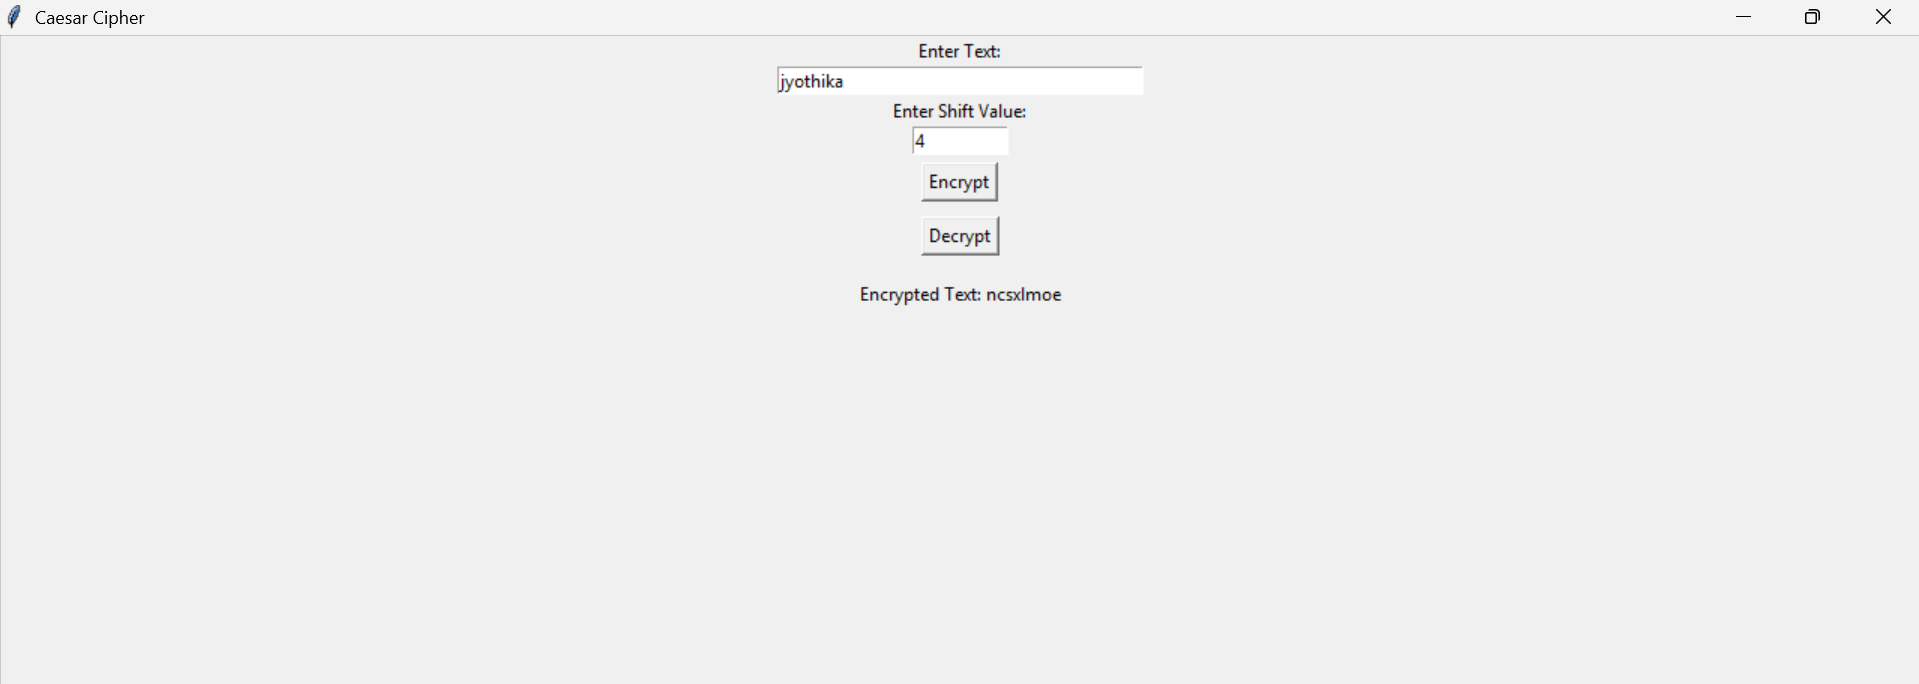 Caesar Cipher
Enter Text:
jyothika
Enter Shift Value:
4
Encrypt
Decrypt
Encrypted Text: ncsxlmoe